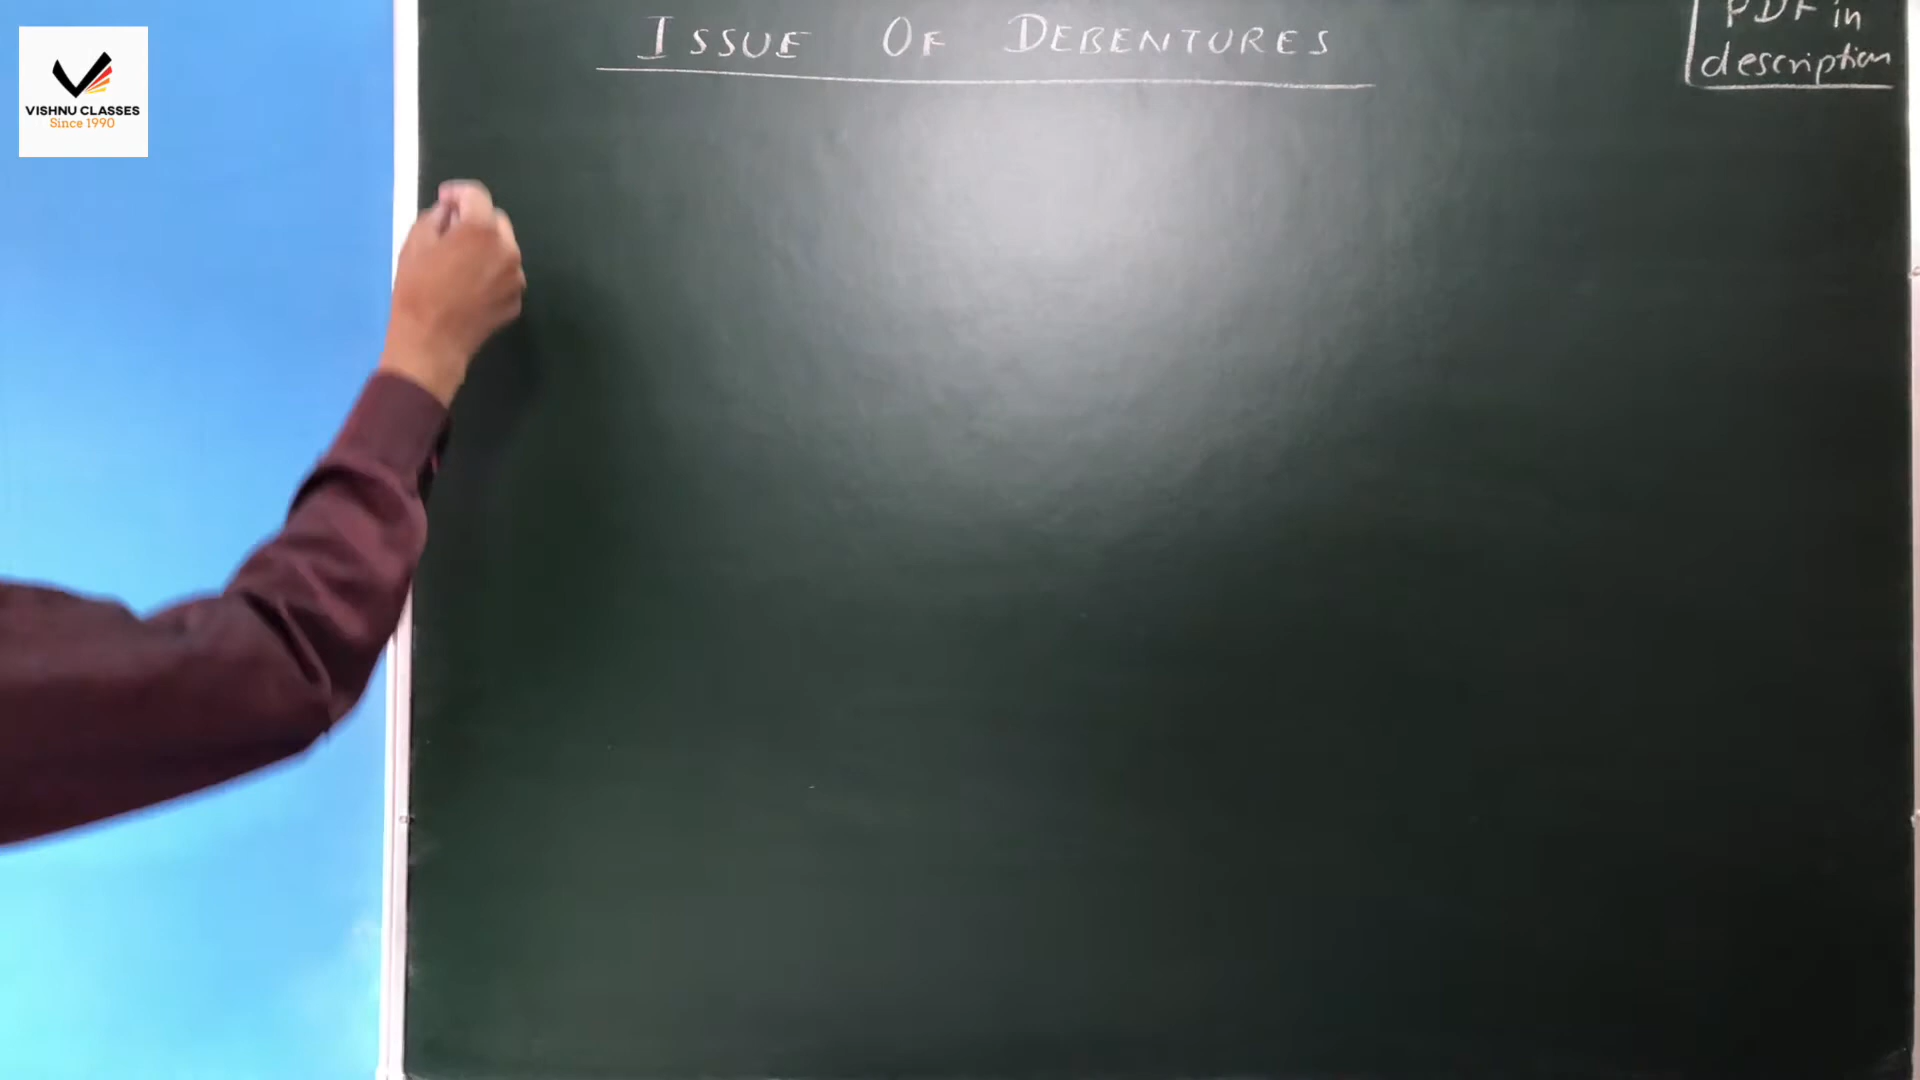 VISHNU CLASSES
Since 1990
ISSUE OF DEBENTURES
PDF in
description